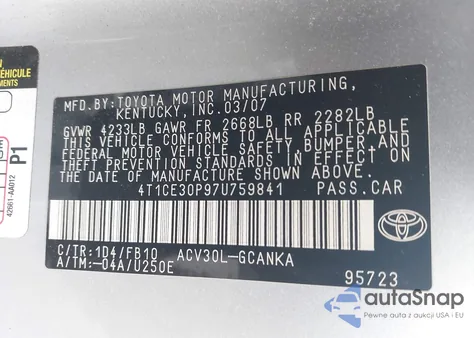 VÉHICULE
P1
42661-AA012
MFD.BY:TOYOTA MOTOR MANUFACTURING,
KENTUCKY, INC. 03/07
GVWR 4233LB GAWR FR 2668LB RR 2282LB
THIS VEHICLE CONFORMS TO ALL APPLICABLE
FEDERAL MOTOR VEHICLE SAFETY, BUMPER, AND
THEFT PREVENTION STANDARDS IN EFFECT ON THE
DATE OF MANUFACTURE SHOWN ABOVE.
4T1CE30P97U759841 PASS.CAR
C/TR:1D4/FB10 ACV30L-GCANKA
A/TM:-04A/U250E
TOYOTA
95723
autoSnap
Pewne zakupy z USA i EU